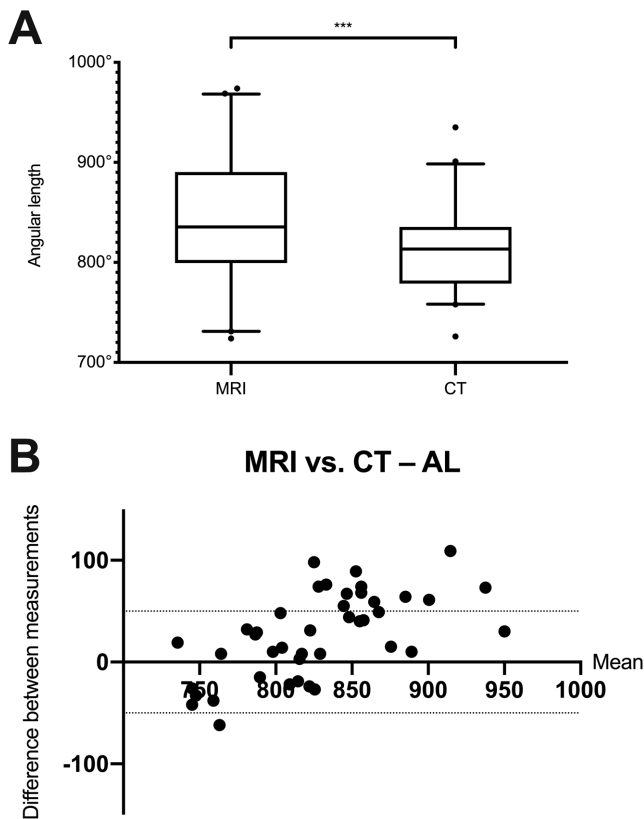 A
***
1000°
900°
800°
700°
Angular length
MRI CT
B
MRI vs. CT – AL
Difference between measurements
100
0
-100
750 800 850 900 950 1000
Mean